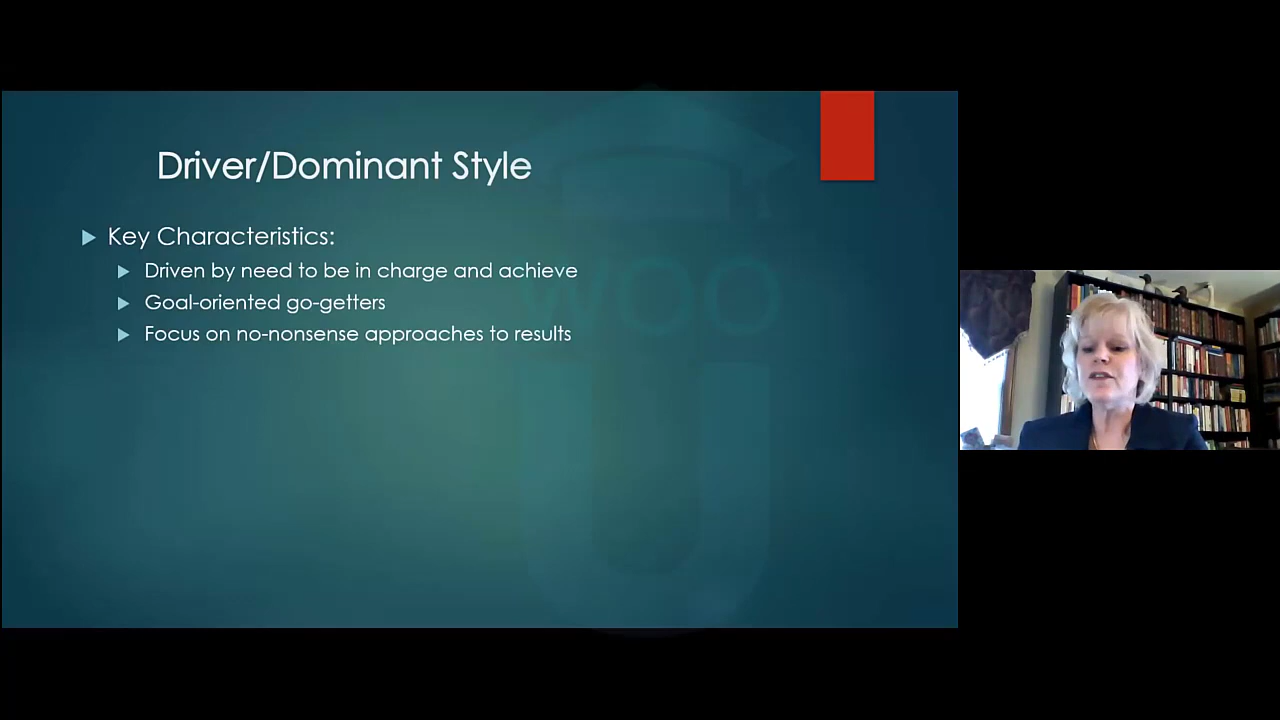 Driver/Dominant Style
Key Characteristics:
Driven by need to be in charge and achieve
Goal-oriented go-getters
Focus on no-nonsense approaches to results
WOO